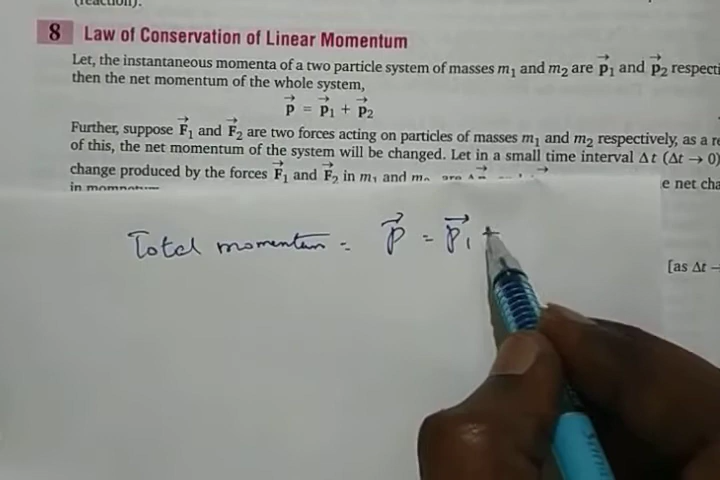 (reaction).
8 Law of Conservation of Linear Momentum
Let, the instantaneous momenta of a two particle system of masses m₁ and m₂ are p⃗₁ and p⃗₂ respecti
then the net momentum of the whole system,
p⃗ = p⃗₁ + p⃗₂
Further, suppose F⃗₁ and F⃗₂ are two forces acting on particles of masses m₁ and m₂ respectively, as a re
of this, the net momentum of the system will be changed. Let in a small time interval Δt (Δt → 0)
change produced by the forces F⃗₁ and F⃗₂ in m₁ and m₂ are
e net cha
in
Total momentum = p⃗ = p⃗₁ +
[as Δt →